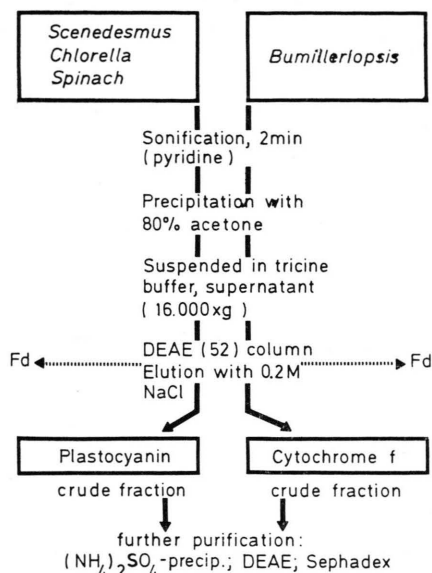 Scenedesmus
Chlorella
Spinach
Bumilleriopsis
Sonification, 2min
(pyridine)
Precipitation with
80% acetone
Suspended in tricine
buffer, supernatant
(16.000xg)
Fd
DEAE (52) column
Fd
Elution with 0.2M
NaCl
Plastocyanin
Cytochrome f
crude fraction
crude fraction
further purification:
(NH₄)₂SO₄-precip.; DEAE; Sephadex